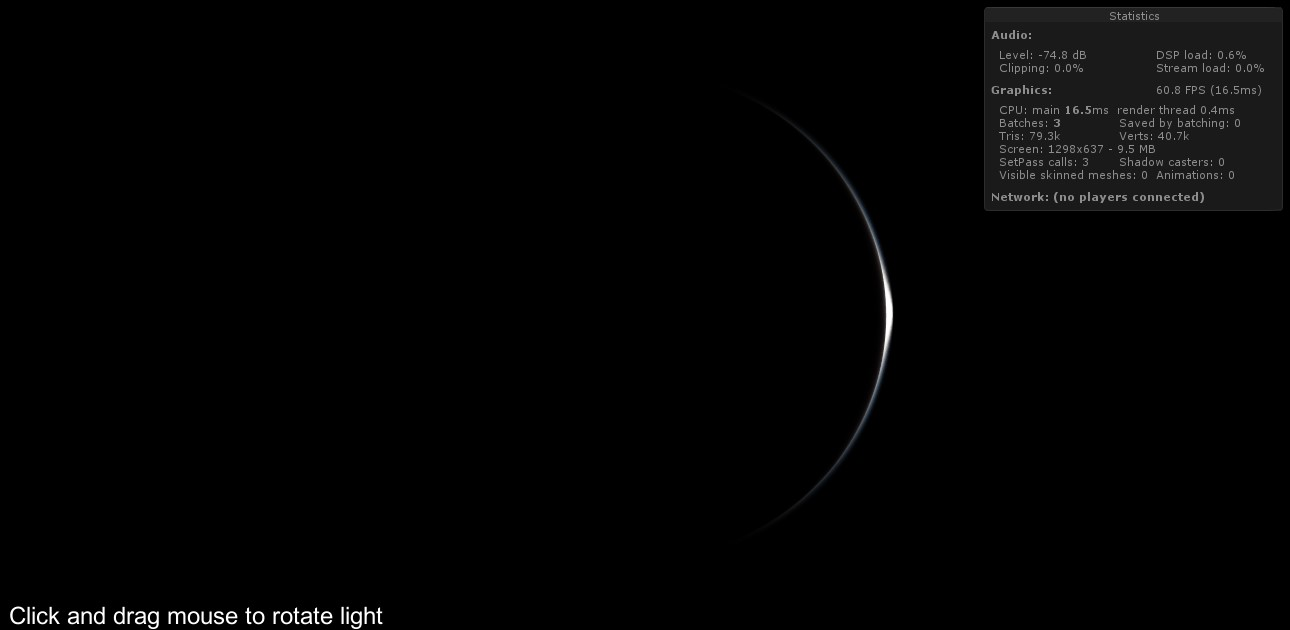 Statistics
Audio:
Level: -74.8 dB DSP load: 0.6%
Clipping: 0.0% Stream load: 0.0%
Graphics: 60.8 FPS (16.5ms)
CPU: main 16.5ms render thread 0.4ms
Batches: 3 Saved by batching: 0
Tris: 79.3k Verts: 40.7k
Screen: 1298x637 - 9.5 MB
SetPass calls: 3 Shadow casters: 0
Visible skinned meshes: 0 Animations: 0
Network: (no players connected)
Click and drag mouse to rotate light